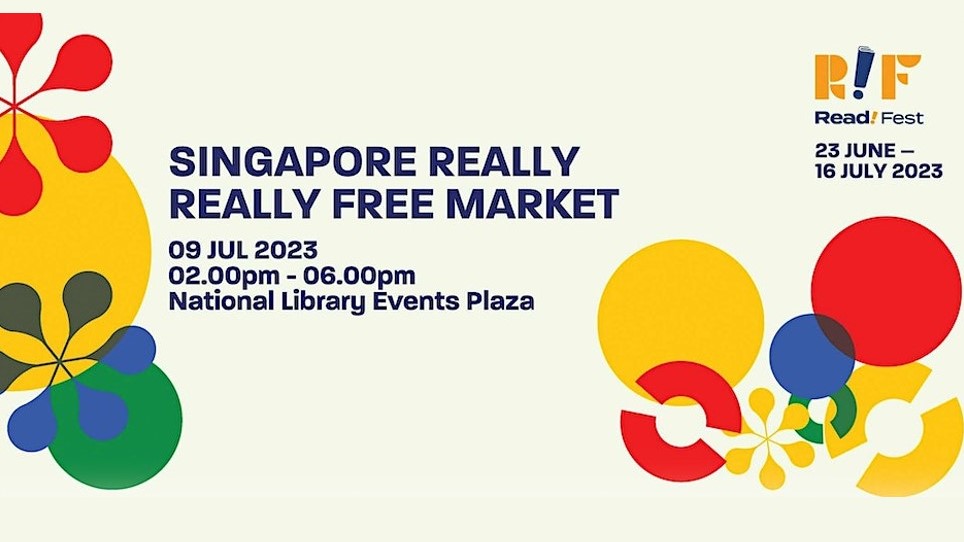 SINGAPORE REALLY
REALLY FREE MARKET
09 JUL 2023
02.00pm - 06.00pm
National Library Events Plaza
R!F
Read!Fest
23 JUNE –
16 JULY 2023